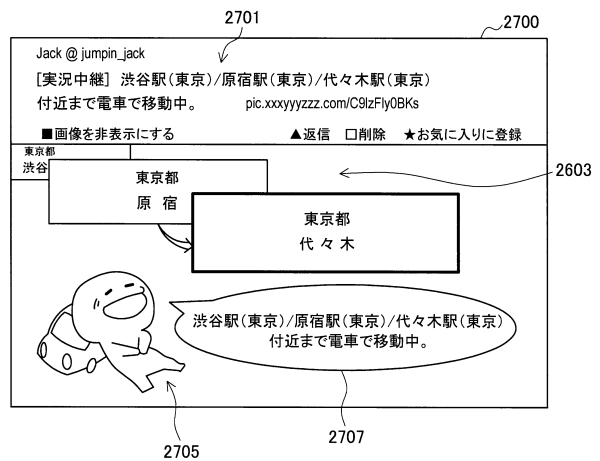 2700
2701
Jack @ jumpin_jack
[実況中継] 渋谷駅(東京)/原宿駅(東京)/代々木駅(東京)
付近まで電車で移動中。 pic.xxxyyyzzz.com/C9lzFly0BKs
■画像を非表示にする ▲返信 □削除 ★お気に入りに登録
東京都
渋谷
東京都
原 宿
2603
東京都
代 々 木
渋谷駅(東京)/原宿駅(東京)/代々木駅(東京)
付近まで電車で移動中。
2705
2707